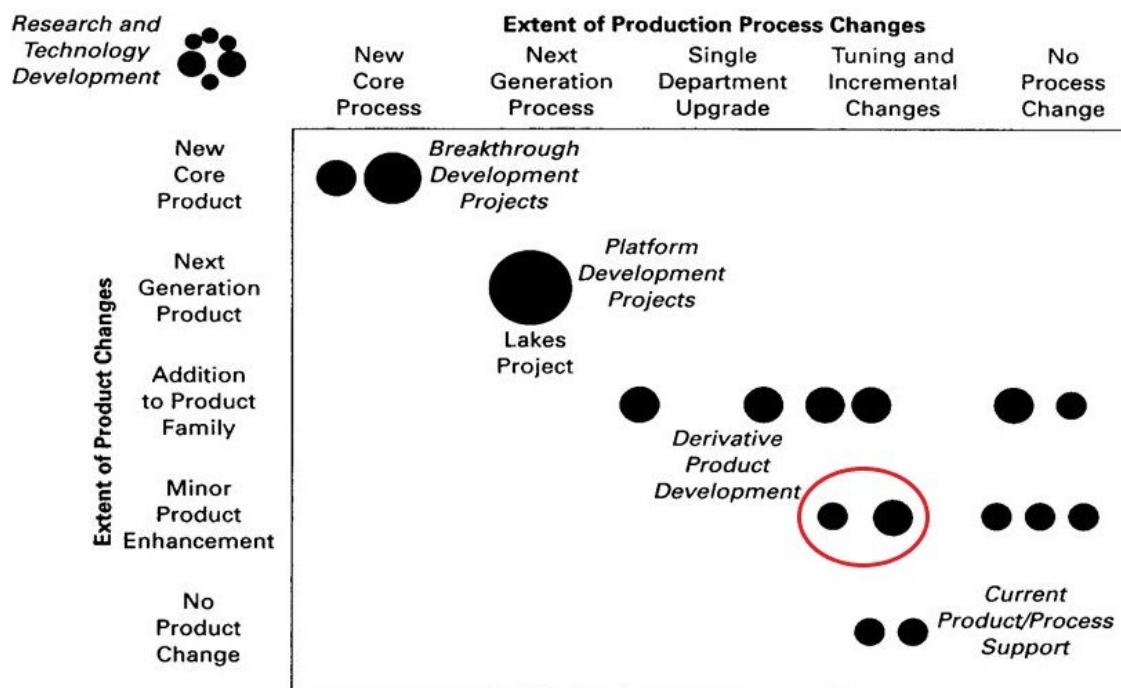 Research and
Technology
Development
Extent of Production Process Changes
New
Core
Process
Next
Generation
Process
Single
Department
Upgrade
Tuning and
Incremental
Changes
No
Process
Change
Extent of Product Changes
New
Core
Product
Breakthrough
Development
Projects
Next
Generation
Product
Platform
Development
Projects
Lakes
Project
Addition
to Product
Family
Derivative
Product
Development
Minor
Product
Enhancement
No
Product
Change
Current
Product/Process
Support